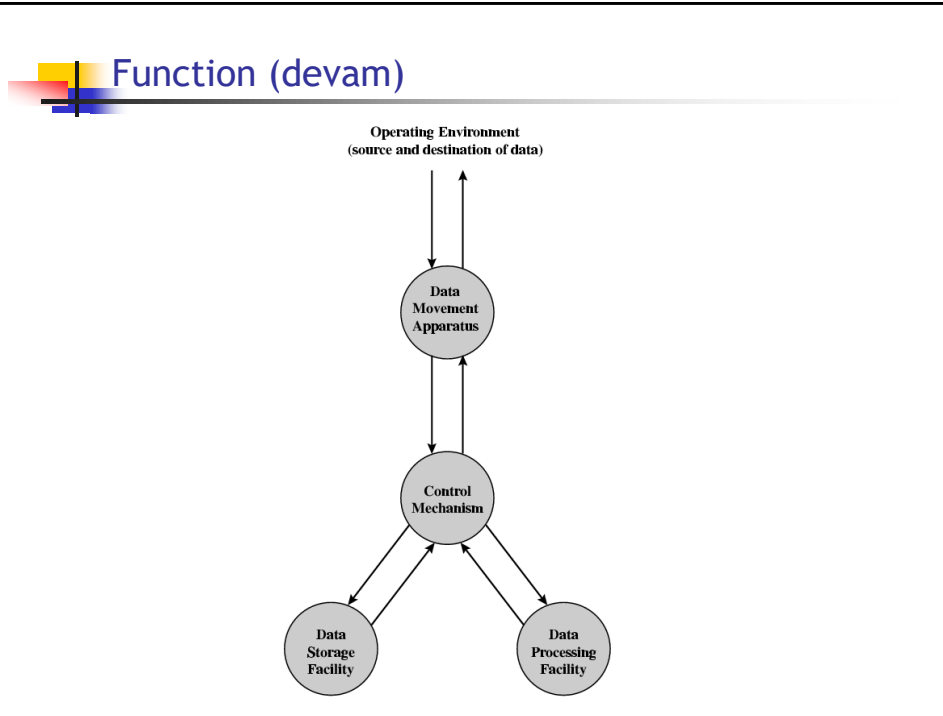 Function (devam)
Operating Environment
(source and destination of data)
Data
Movement
Apparatus
Control
Mechanism
Data
Storage
Facility
Data
Processing
Facility